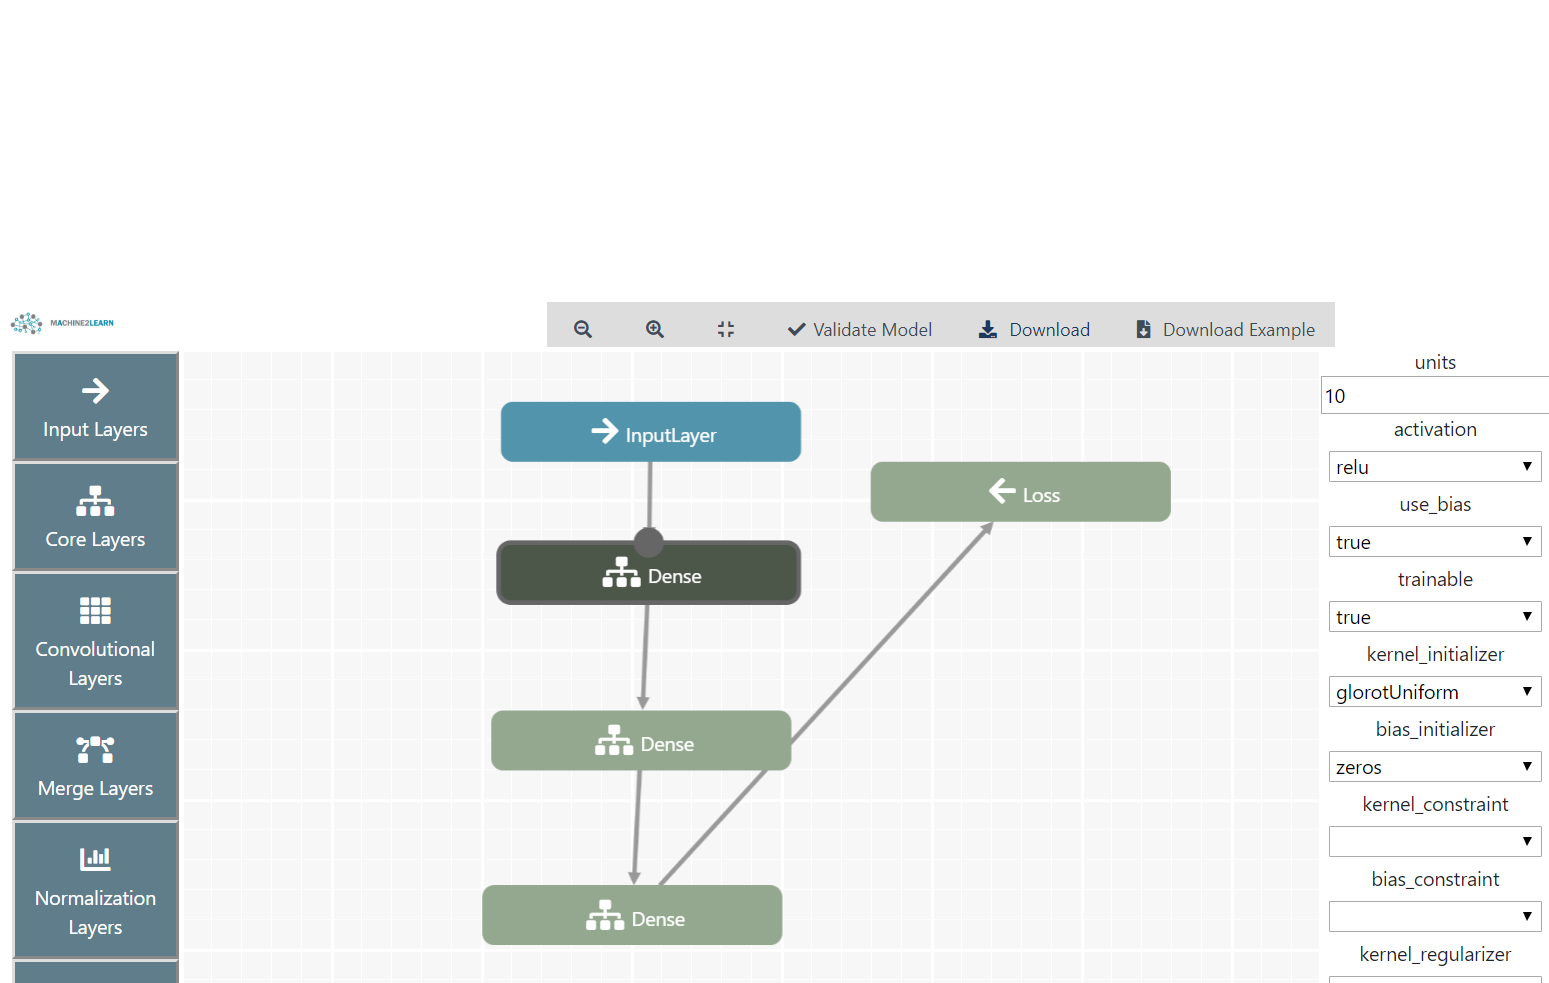 MACHINE2LEARN
Validate Model
Download
Download Example
Input Layers
Core Layers
Convolutional
Layers
Merge Layers
Normalization
Layers
InputLayer
Loss
Dense
Dense
Dense
units
10
activation
relu
use_bias
true
trainable
true
kernel_initializer
glorotUniform
bias_initializer
zeros
kernel_constraint
bias_constraint
kernel_regularizer